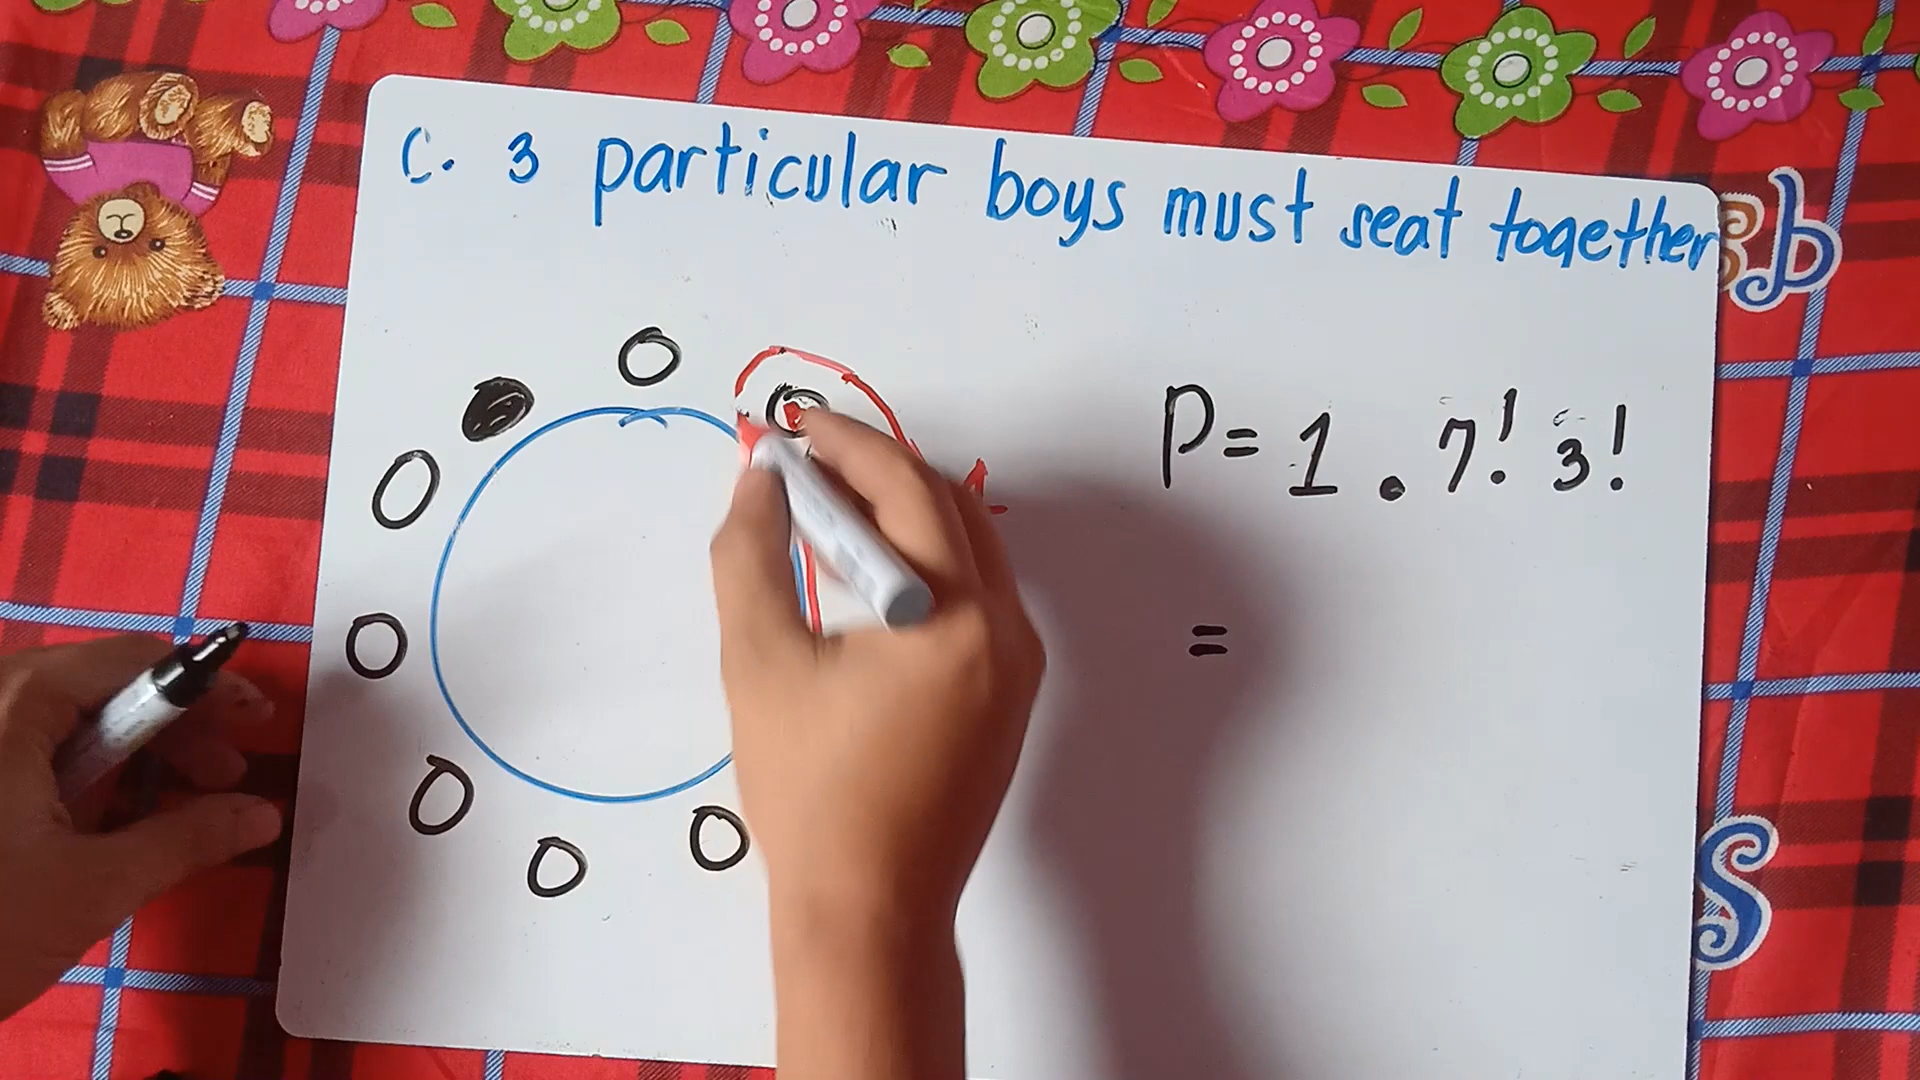 C. 3 particular boys must seat together
P = 1 . 7! 3!
=